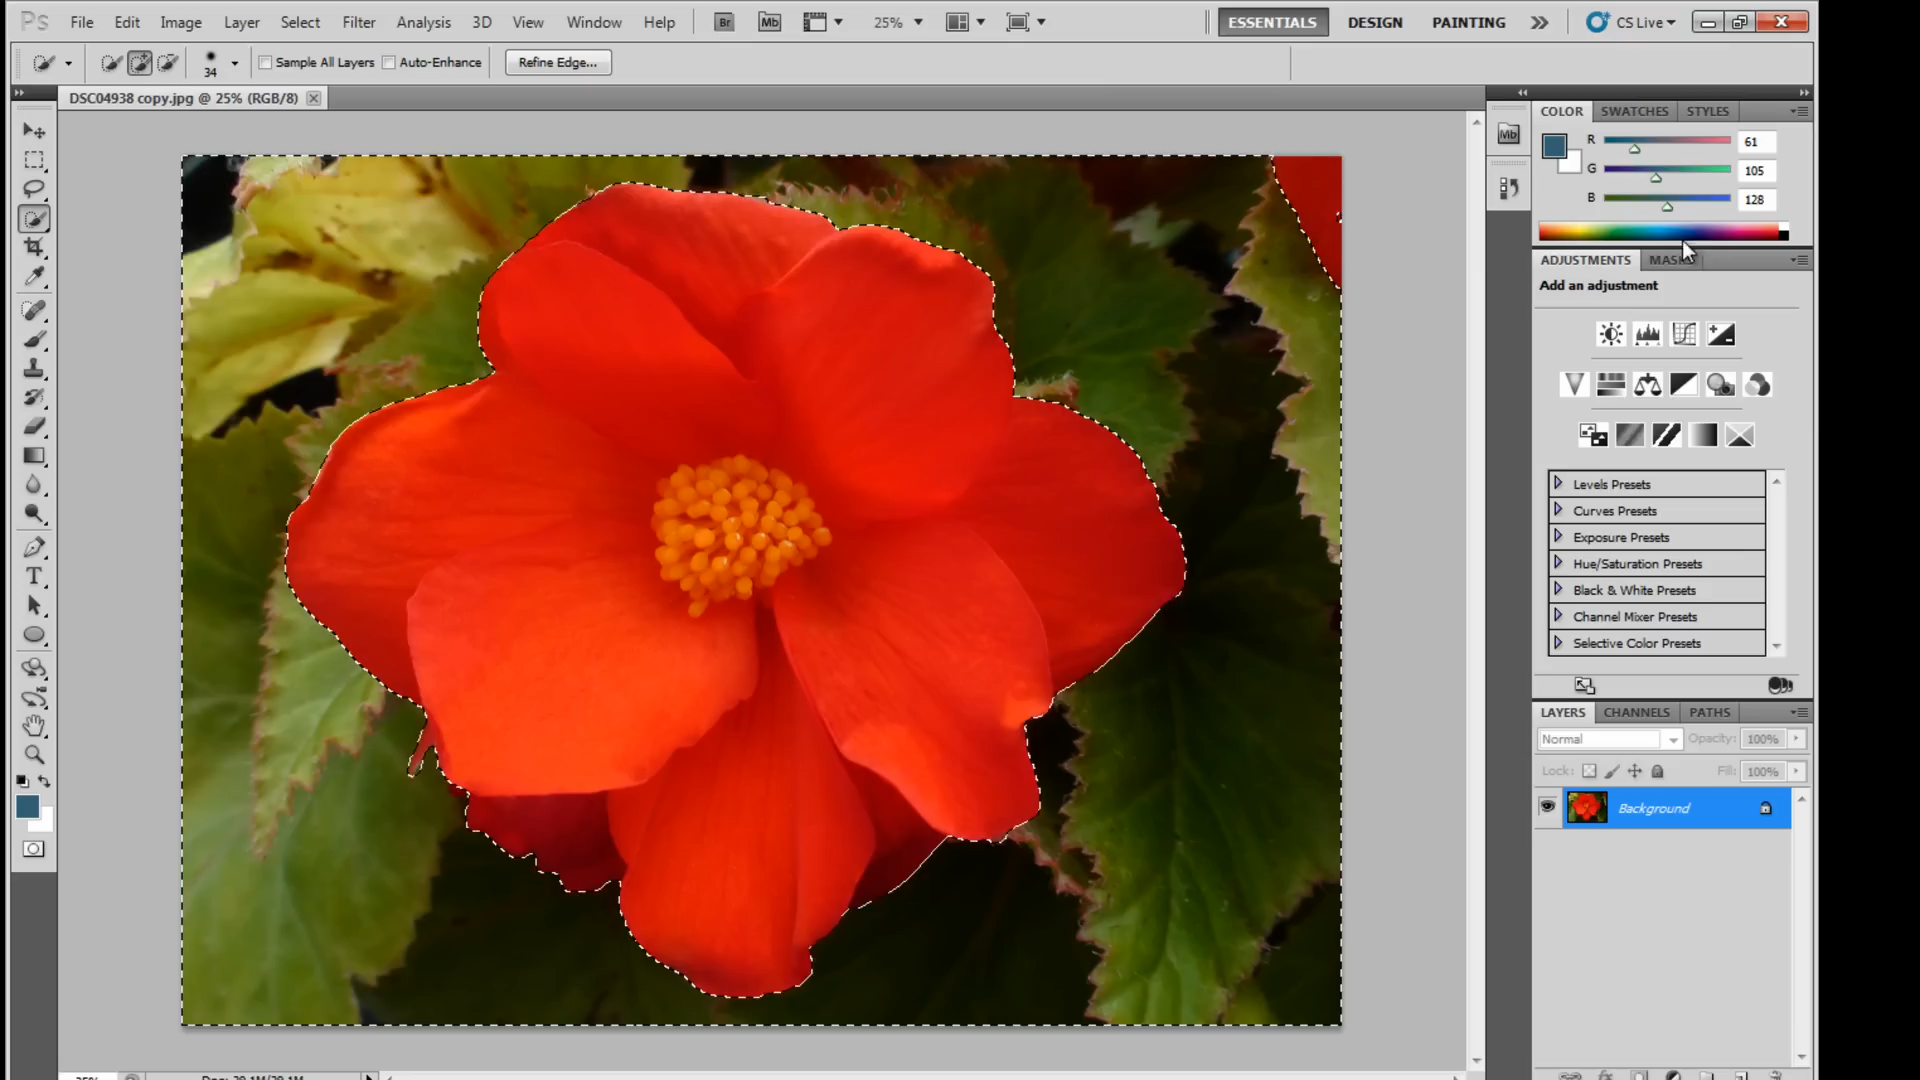 Ps File Edit Image Layer Select Filter Analysis 3D View Window Help Br Mb 25% ESSENTIALS DESIGN PAINTING CS Live
34 Sample All Layers Auto-Enhance Refine Edge...
DSC04938 copy.jpg @ 25% (RGB/8)
Mb
COLOR SWATCHES STYLES
R 61
G 105
B 128
ADJUSTMENTS MASKS
Add an adjustment
Levels Presets
Curves Presets
Exposure Presets
Hue/Saturation Presets
Black & White Presets
Channel Mixer Presets
Selective Color Presets
LAYERS CHANNELS PATHS
Normal Opacity: 100%
Lock: Fill: 100%
Background
T